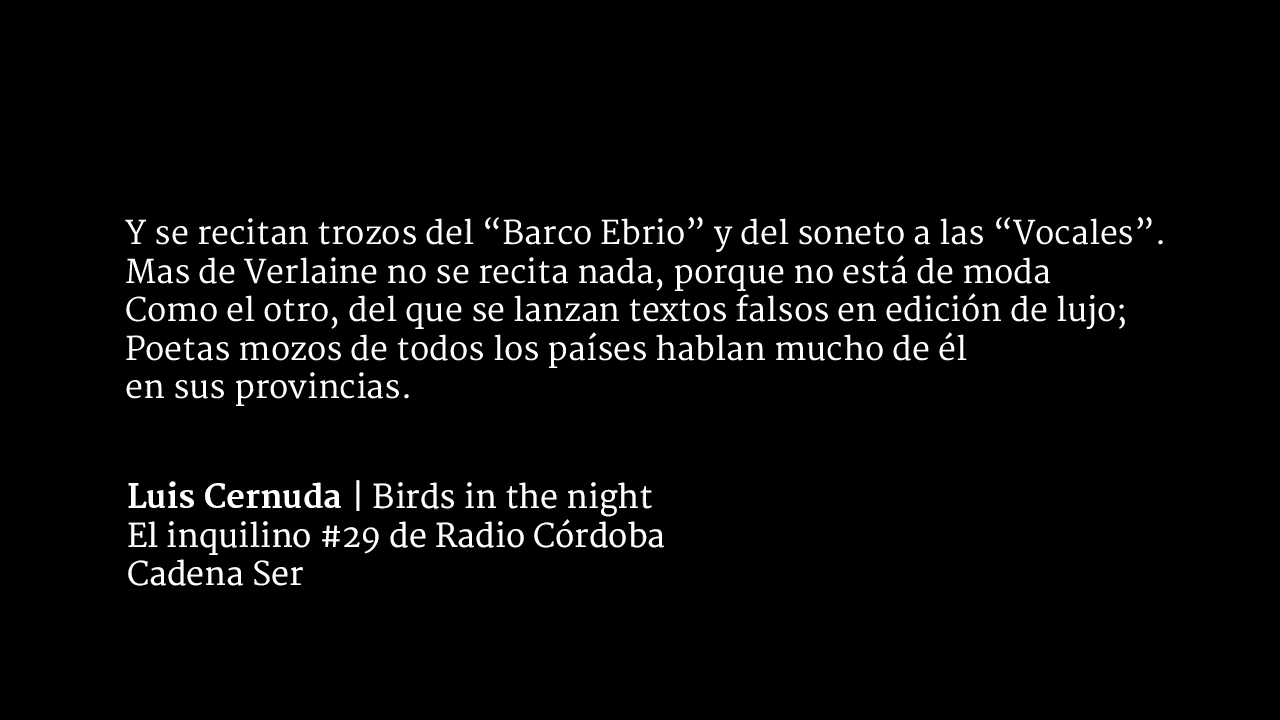 Y se recitan trozos del “Barco Ebrio” y del soneto a las “Vocales”.
Mas de Verlaine no se recita nada, porque no está de moda
Como el otro, del que se lanzan textos falsos en edición de lujo;
Poetas mozos de todos los países hablan mucho de él
en sus provincias.
Luis Cernuda | Birds in the night
El inquilino #29 de Radio Córdoba
Cadena Ser